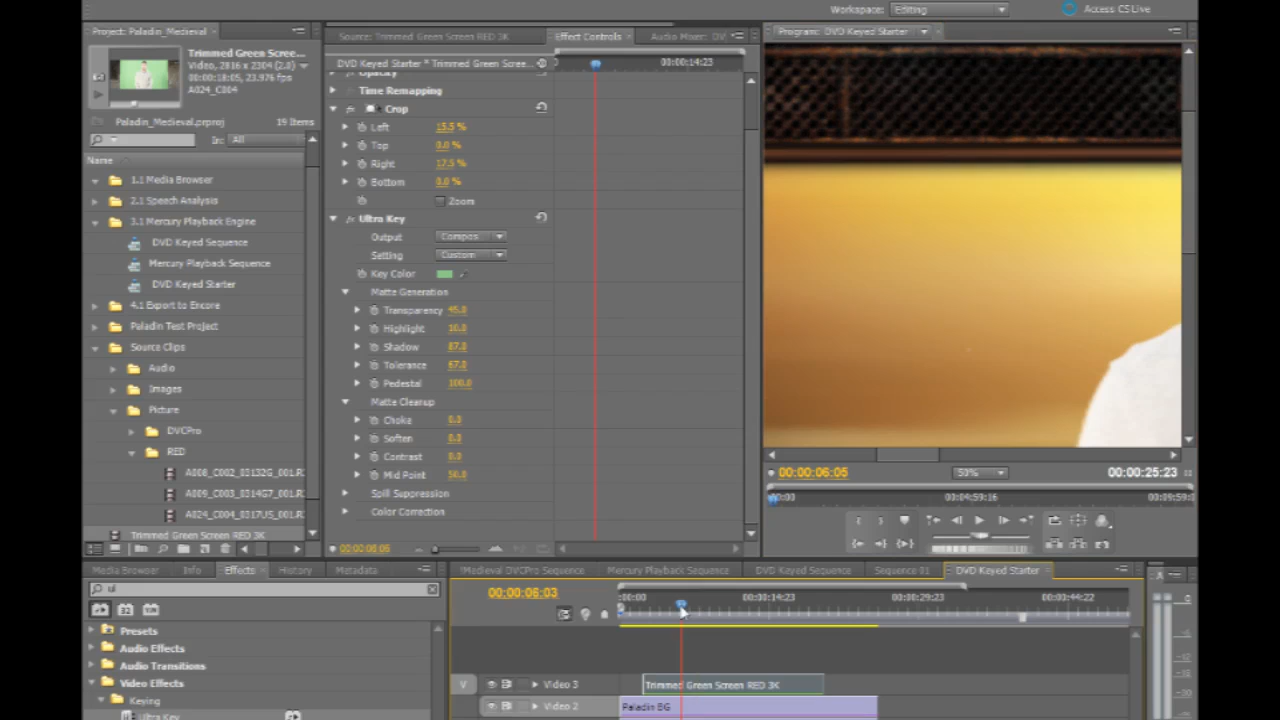 Workspace: Editing
Access CS Live
Project: Paladin_Medieval
Trimmed Green Scree...
Video, 2816 x 2304 (2.0)
00:00:18:05, 23.976 fps
A024_C004
Paladin_Medieval.prproj
19 Items
In: All
Name
1.1 Media Browser
2.1 Speech Analysis
3.1 Mercury Playback Engine
DVD Keyed Sequence
Mercury Playback Sequence
DVD Keyed Starter
4.1 Export to Encore
Paladin Test Project
Source Clips
Audio
Images
Picture
DVCPro
RED
A008_C002_03132G_001.R
A009_C003_0314G7_001.R
A024_C004_0317US_001.R
Trimmed Green Screen RED 3K
Source: Trimmed Green Screen RED 3K
Effect Controls
Audio Mixer: DV
DVD Keyed Starter * Trimmed Green Scree...
00:00:14:23
Opacity
Time Remapping
Crop
Left 15.5 %
Top 0.0 %
Right 17.5 %
Bottom 0.0 %
Zoom
Ultra Key
Output Compos
Setting Custom
Key Color
Matte Generation
Transparency 45.0
Highlight 10.0
Shadow 87.0
Tolerance 67.0
Pedestal 100.0
Matte Cleanup
Choke 0.0
Soften 0.0
Contrast 0.0
Mid Point 50.0
Spill Suppression
Color Correction
00:00:06:05
Program: DVD Keyed Starter
00:00:06:05
50%
00:00:25:23
00:00
00:04:59:16
00:09:59:0
Media Browser
Info
Effects
History
Metadata
ul
Presets
Audio Effects
Audio Transitions
Video Effects
Keying
Ultra Key
!Medieval DVCPro Sequence
Mercury Playback Sequence
DVD Keyed Sequence
Sequence 01
DVD Keyed Starter
00:00:06:03
:00:00
00:00:14:23
00:00:29:23
00:00:44:22
V
Video 3
Trimmed Green Screen RED 3K
Video 2
Paladin BG